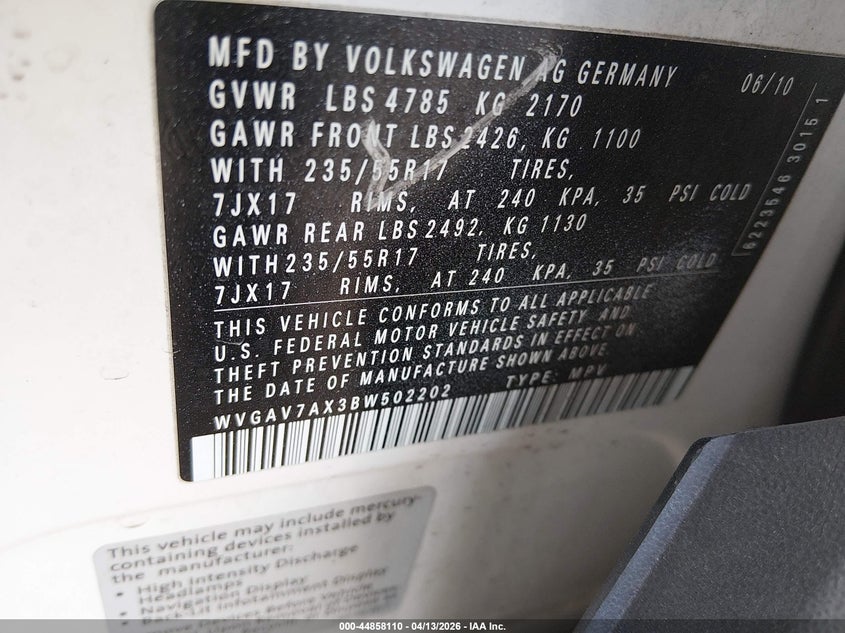 MFD BY VOLKSWAGEN AG GERMANY 06/10
GVWR LBS 4785 KG 2170
GAWR FRONT LBS 2426, KG 1100
WITH 235/55R17 TIRES,
7JX17 RIMS, AT 240 KPA, 35 PSI COLD
GAWR REAR LBS 2492, KG 1130
WITH 235/55R17 TIRES,
7JX17 RIMS, AT 240 KPA, 35 PSI COLD
THIS VEHICLE CONFORMS TO ALL APPLICABLE
U.S. FEDERAL MOTOR VEHICLE SAFETY AND
THEFT PREVENTION STANDARDS IN EFFECT ON
THE DATE OF MANUFACTURE SHOWN ABOVE.
WVGAV7AX3BW502202 TYPE: MPV
6223546 3015 1
This vehicle may include mercury-
containing devices installed by
the manufacturer:
• High Intensity Discharge
Headlamps
• Navigation Display
Vehicle
000-44858110 - 04/13/2026 - IAA Inc.